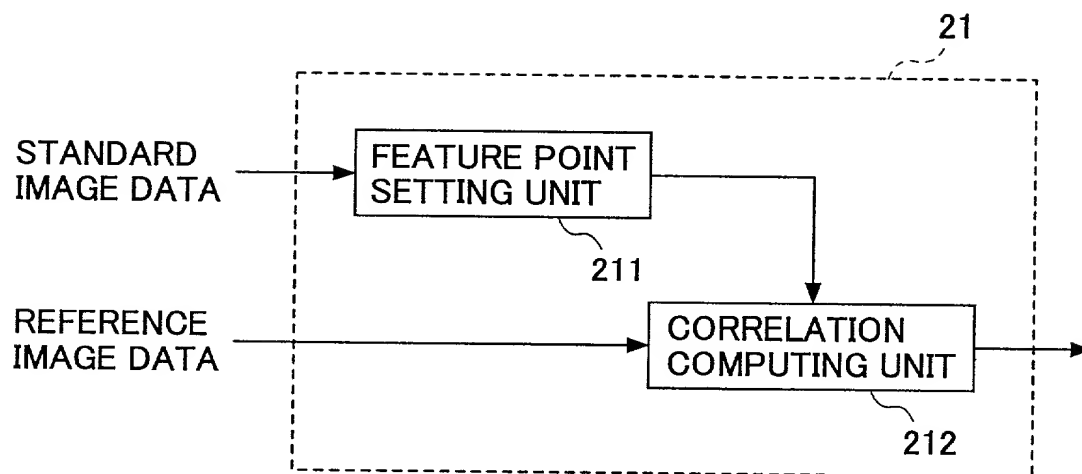 21
STANDARD
IMAGE DATA
FEATURE POINT
SETTING UNIT
211
REFERENCE
IMAGE DATA
CORRELATION
COMPUTING UNIT
212